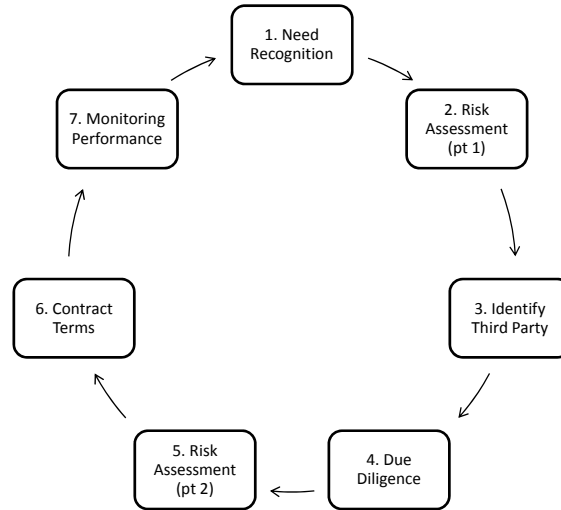 1. Need
Recognition
2. Risk
Assessment
(pt 1)
3. Identify
Third Party
4. Due
Diligence
5. Risk
Assessment
(pt 2)
6. Contract
Terms
7. Monitoring
Performance